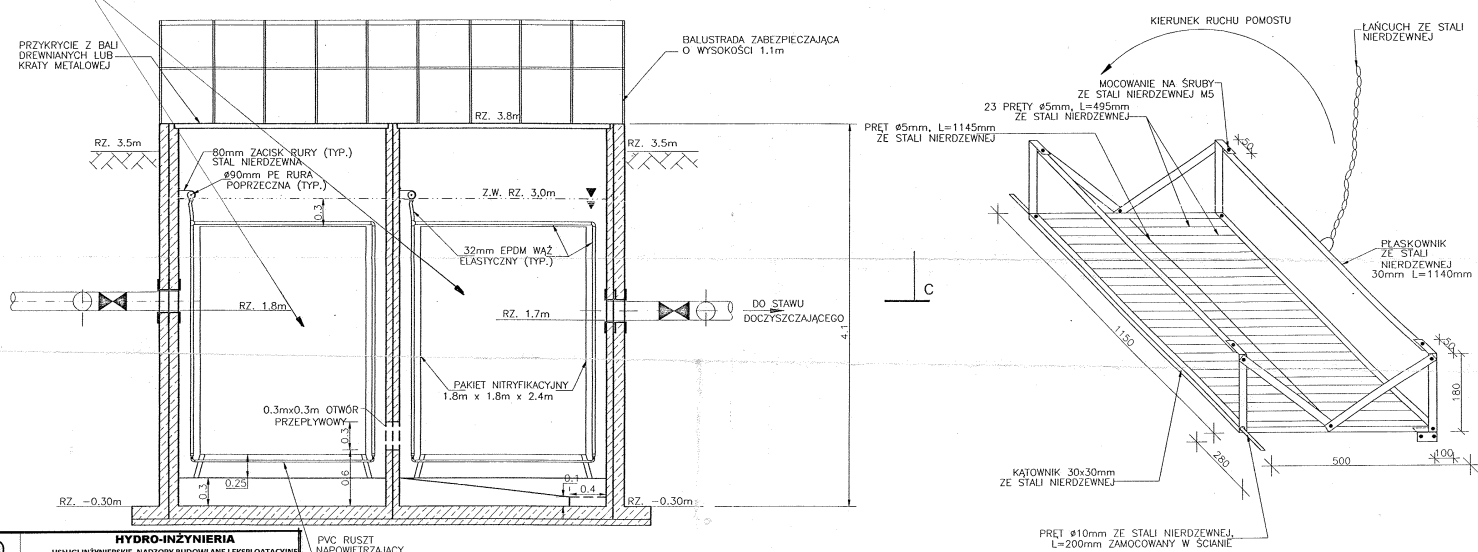 PRZYKRYCIE Z BALI
DREWNIANYCH LUB
KRATY METALOWEJ
BALUSTRADA ZABEZPIECZAJĄCA
O WYSOKOŚCI 1.1m
RZ. 3.8m
RZ. 3.5m
RZ. 3.5m
80mm ZACISK RURY (TYP.)
STAL NIERDZEWNA
ø90mm PE RURA
POPRZECZNA (TYP.)
Z.W. RZ. 3,0m
0.3
32mm EPDM WĄŻ
ELASTYCZNY (TYP.)
RZ. 1.8m
RZ. 1.7m
DO STAWU
DOCZYSZCZAJĄCEGO
C
4.1
PAKIET NITRYFIKACYJNY
1.8m x 1.8m x 2.4m
0.3mx0.3m OTWÓR
PRZEPŁYWOWY
0.3
0.25
0.3
0.6
0.1
0.4
RZ. -0.30m
RZ. -0.30m
PVC RUSZT
NAPOWIETRZAJĄCY
HYDRO-INŻYNIERIA
USŁUGI INŻYNIERSKIE, NADZORY BUDOWLANE I EKSPLOATACYJNE
KIERUNEK RUCHU POMOSTU
ŁAŃCUCH ZE STALI
NIERDZEWNEJ
MOCOWANIE NA ŚRUBY
ZE STALI NIERDZEWNEJ M5
23 PRĘTY ø5mm, L=495mm
ZE STALI NIERDZEWNEJ
PRĘT ø5mm, L=1145mm
ZE STALI NIERDZEWNEJ
50
PŁASKOWNIK
ZE STALI
NIERDZEWNEJ
30mm L=1140mm
1150
50
180
280
500
100
KĄTOWNIK 30x30mm
ZE STALI NIERDZEWNEJ
PRĘT ø10mm ZE STALI NIERDZEWNEJ,
L=200mm ZAMOCOWANY W ŚCIANIE